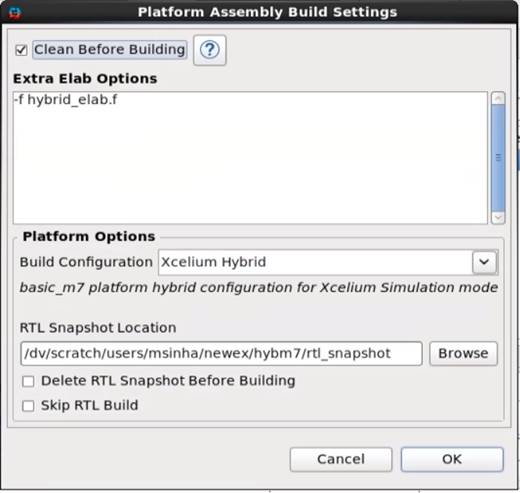 Platform Assembly Build Settings
Clean Before Building ?
Extra Elab Options
-f hybrid_elab.f
Platform Options
Build Configuration Xcelium Hybrid
basic_m7 platform hybrid configuration for Xcelium Simulation mode
RTL Snapshot Location
/dv/scratch/users/msinha/newex/hybm7/rtl_snapshot Browse
Delete RTL Snapshot Before Building
Skip RTL Build
Cancel OK